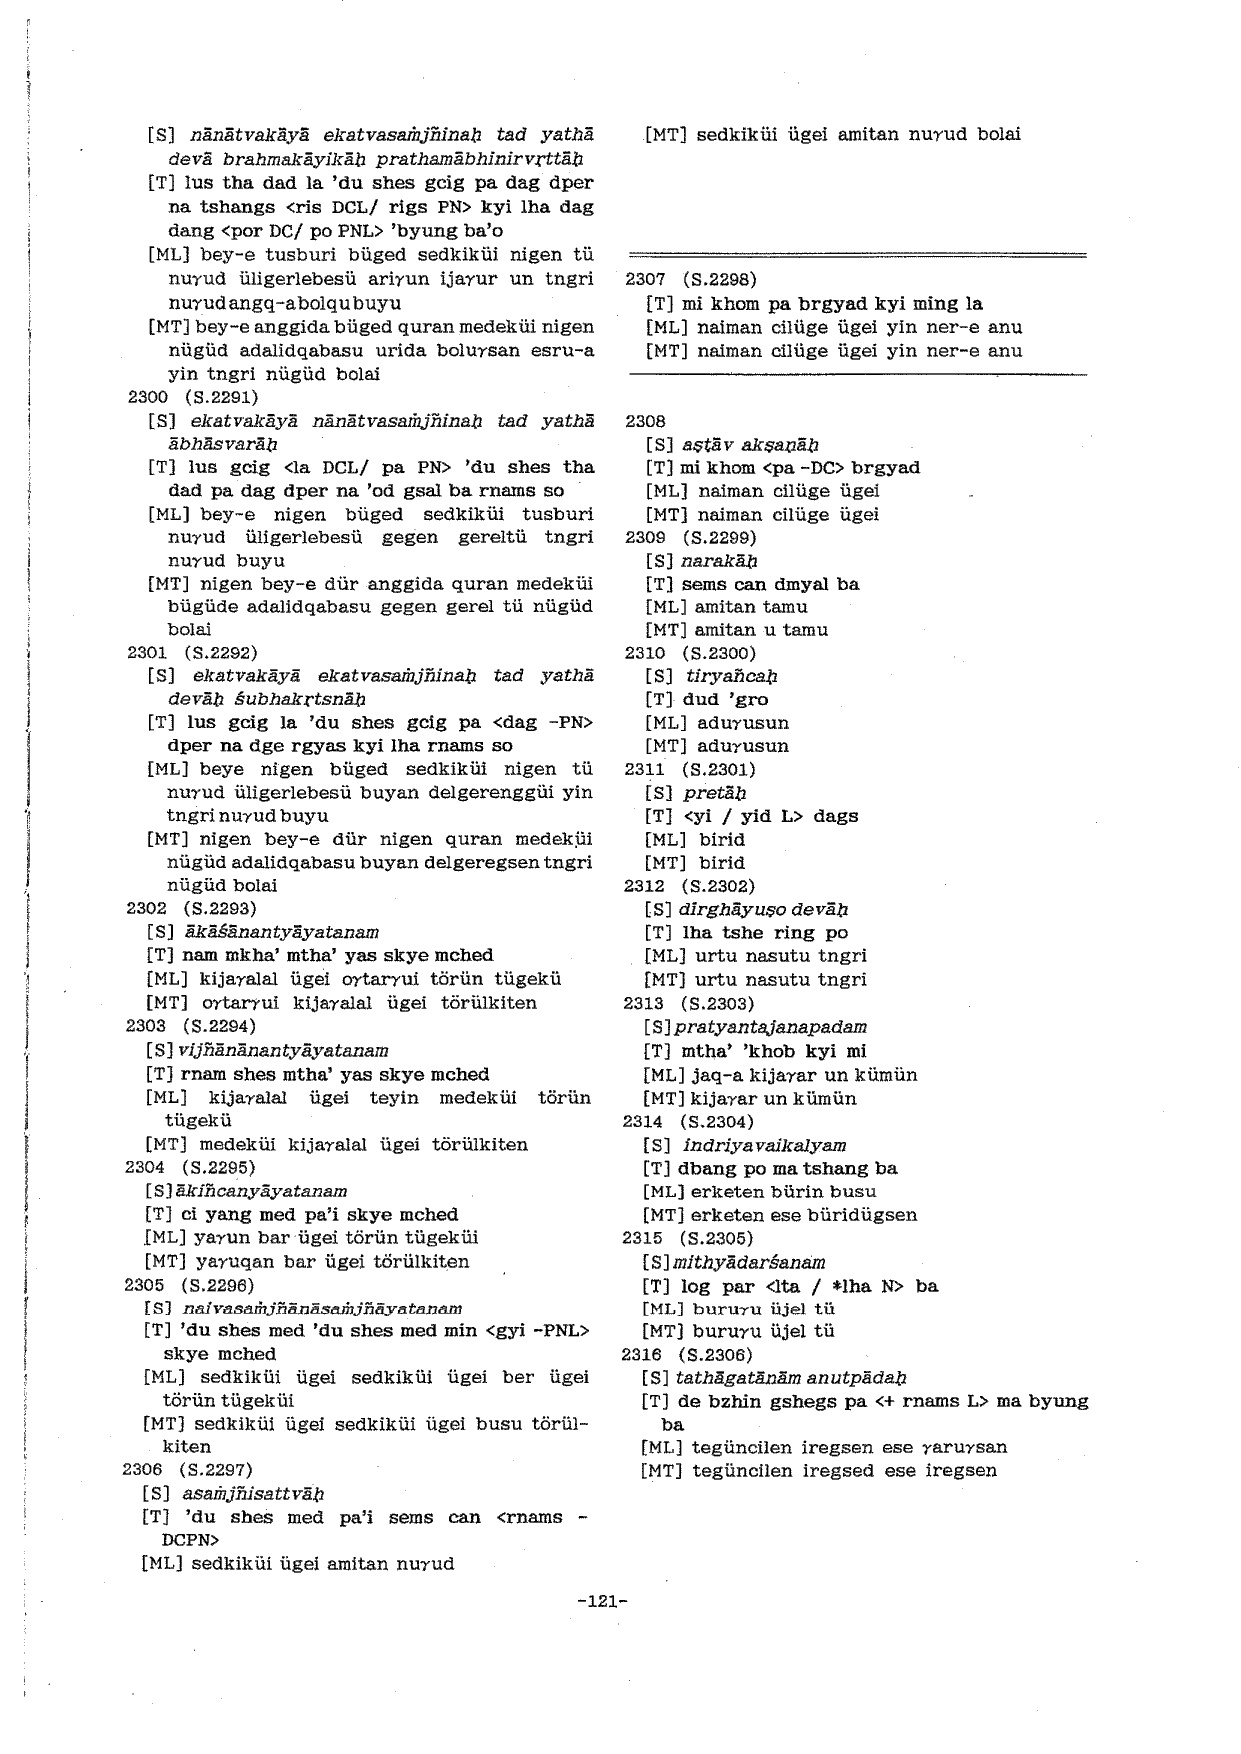 [S] nānātvakāyā ekatvasaṁjñinaḥ tad yathā
devā brahmakāyikāḥ prathamābhinirvṛttāḥ
[T] lus tha dad la 'du shes gcig pa dag dper
na tshangs <ris DCL/ rigs PN> kyi lha dag
dang <por DC/ po PNL> 'byung ba'o
[ML] bey-e tusburi büged sedkiküi nigen tü
nuγud üligerlebesü ariγun ijaγur un tngri
nuγud angq-a bolqu buyu
[MT] bey-e anggida büged quran medeküi nigen
nügüd adalidqabasu urida boluγsan esru-a
yin tngri nügüd bolai
2300 (S.2291)
[S] ekatvakāyā nānātvasaṁjñinaḥ tad yathā
ābhāsvarāḥ
[T] lus gcig <la DCL/ pa PN> 'du shes tha
dad pa dag dper na 'od gsal ba rnams so
[ML] bey-e nigen büged sedkiküi tusburi
nuγud üligerlebesü gegen gereltü tngri
nuγud buyu
[MT] nigen bey-e dür anggida quran medeküi
bügüde adalidqabasu gegen gerel tü nügüd
bolai
2301 (S.2292)
[S] ekatvakāyā ekatvasaṁjñinaḥ tad yathā
devāḥ śubhakṛtsnāḥ
[T] lus gcig la 'du shes gcig pa <dag -PN>
dper na dge rgyas kyi lha rnams so
[ML] beye nigen büged sedkiküi nigen tü
nuγud üligerlebesü buyan delgerenggüi yin
tngri nuγud buyu
[MT] nigen bey-e dür nigen quran medeküi
nügüd adalidqabasu buyan delgeregsen tngri
nügüd bolai
2302 (S.2293)
[S] ākāśānantyāyatanam
[T] nam mkha' mtha' yas skye mched
[ML] kijaγalal ügei oγtarγui törün tügekü
[MT] oγtarγui kijaγalal ügei törülkiten
2303 (S.2294)
[S] vijñānānantyāyatanam
[T] rnam shes mtha' yas skye mched
[ML] kijaγalal ügei teyin medeküi törün
tügekü
[MT] medeküi kijaγalal ügei törülkiten
2304 (S.2295)
[S] ākiñcanyāyatanam
[T] ci yang med pa'i skye mched
[ML] yaγun bar ügei törün tügeküi
[MT] yaγuqan bar ügei törülkiten
2305 (S.2296)
[S] naivasaṁjñānāsaṁjñāyatanam
[T] 'du shes med 'du shes med min <gyi -PNL>
skye mched
[ML] sedkiküi ügei sedkiküi ügei ber ügei
törün tügeküi
[MT] sedkiküi ügei sedkiküi ügei busu törül-
kiten
2306 (S.2297)
[S] asaṁjñisattvāḥ
[T] 'du shes med pa'i sems can <rnams -
DCPN>
[ML] sedkiküi ügei amitan nuγud
[MT] sedkiküi ügei amitan nuγud bolai
2307 (S.2298)
[T] mi khom pa brgyad kyi ming la
[ML] naiman cilüge ügei yin ner-e anu
[MT] naiman cilüge ügei yin ner-e anu
2308
[S] aṣṭāv akṣaṇāḥ
[T] mi khom <pa -DC> brgyad
[ML] naiman cilüge ügei
[MT] naiman cilüge ügei
2309 (S.2299)
[S] narakāḥ
[T] sems can dmyal ba
[ML] amitan tamu
[MT] amitan u tamu
2310 (S.2300)
[S] tiryañcaḥ
[T] dud 'gro
[ML] aduγusun
[MT] aduγusun
2311 (S.2301)
[S] pretāḥ
[T] <yi / yid L> dags
[ML] birid
[MT] birid
2312 (S.2302)
[S] dīrghāyuṣo devāḥ
[T] lha tshe ring po
[ML] urtu nasutu tngri
[MT] urtu nasutu tngri
2313 (S.2303)
[S] pratyantajanapadam
[T] mtha' 'khob kyi mi
[ML] jaq-a kijaγar un kümün
[MT] kijaγar un kümün
2314 (S.2304)
[S] indriyavaikalyam
[T] dbang po ma tshang ba
[ML] erketen bürin busu
[MT] erketen ese büridügsen
2315 (S.2305)
[S] mithyādarśanam
[T] log par <lta / *lha N> ba
[ML] buruγu üjel tü
[MT] buruγu üjel tü
2316 (S.2306)
[S] tathāgatānām anutpādaḥ
[T] de bzhin gshegs pa <+ rnams L> ma byung
ba
[ML] tegüncilen iregsen ese γaruγsan
[MT] tegüncilen iregsed ese iregsen
-121-